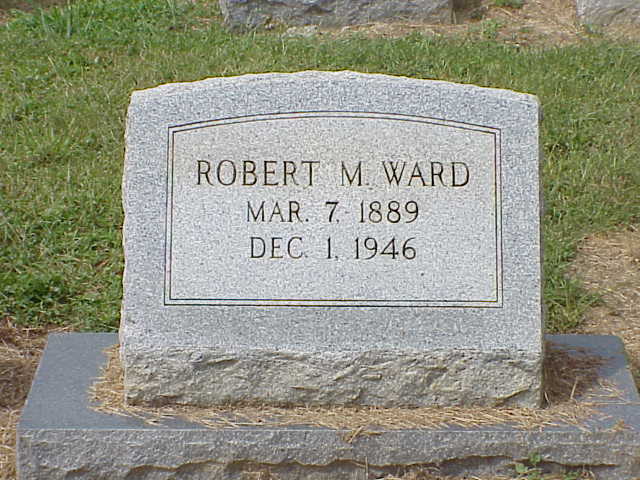 ROBERT M. WARD
MAR. 7, 1889
DEC. 1, 1946